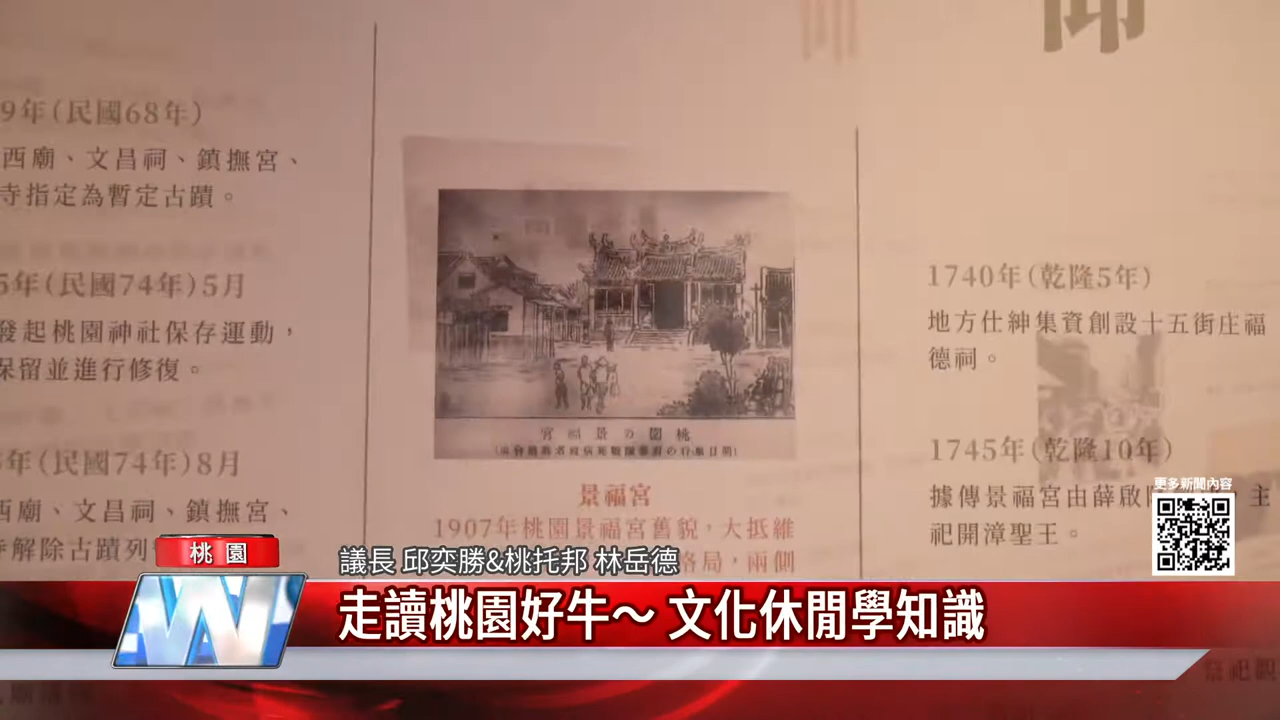 仰
9年(民國68年)
西廟、文昌祠、鎮撫宮、
寺指定為暫定古蹟。
5年(民國74年)5月
發起桃園神社保存運動，
保留並進行修復。
年(民國74年)8月
西廟、文昌祠、鎮撫宮、
解除古蹟列
桃園の景福宮
景福宮
1907年桃園景福宮舊貌，大抵維
格局，兩側
1740年(乾隆5年)
地方仕紳集資創設十五街庄福
德祠。
1745年(乾隆10年)
據傳景福宮由薛啟 主
祀開漳聖王。
更多新聞內容
桃園
議長 邱奕勝&桃托邦 林岳德
走讀桃園好牛～ 文化休閒學知識